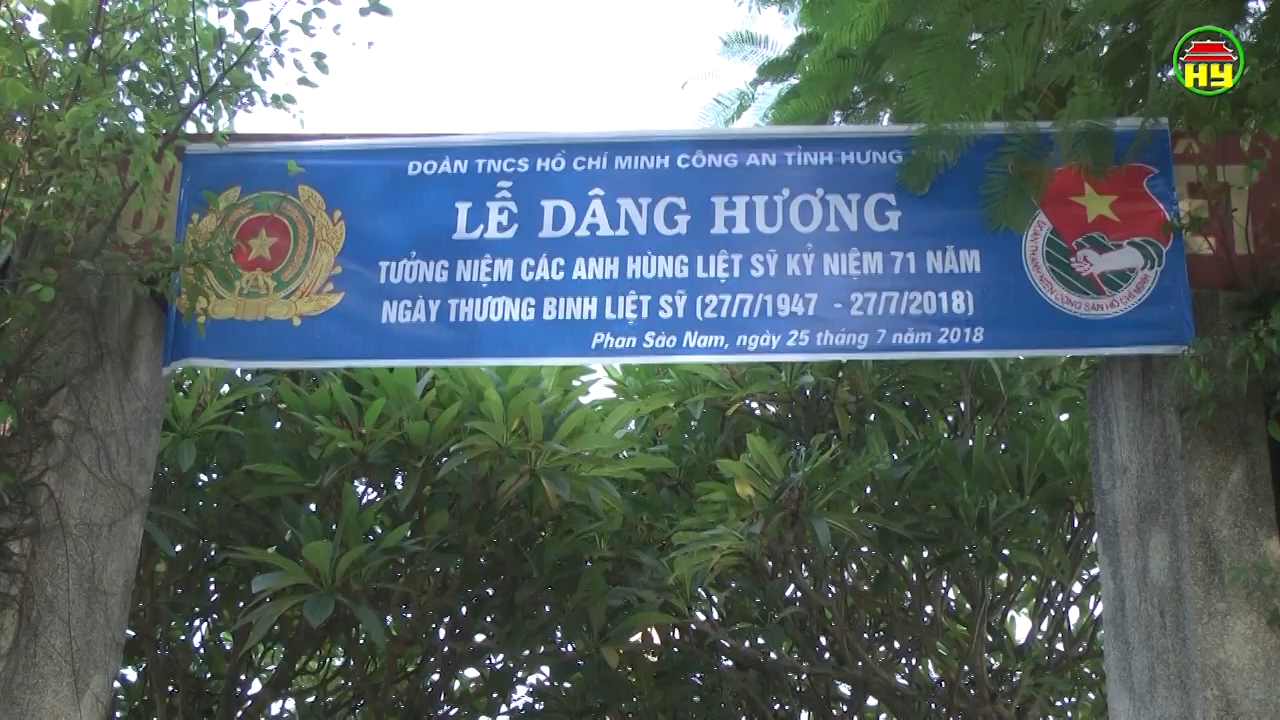 HY
ĐOÀN TNCS HỒ CHÍ MINH CÔNG AN TỈNH HƯNG
LỄ DÂNG HƯƠNG
TƯỞNG NIỆM CÁC ANH HÙNG LIỆT SỸ KỶ NIỆM 71 NĂM
NGÀY THƯƠNG BINH LIỆT SỸ (27/7/1947 - 27/7/2018)
Phan Sào Nam, ngày 25 tháng 7 năm 2018
ĐOÀN THANH NIÊN CỘNG SẢN HỒ CHÍ MINH